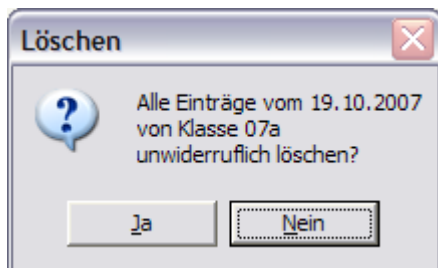 Löschen
Alle Einträge vom 19.10.2007
von Klasse 07a
unwiderruflich löschen?
Ja
Nein